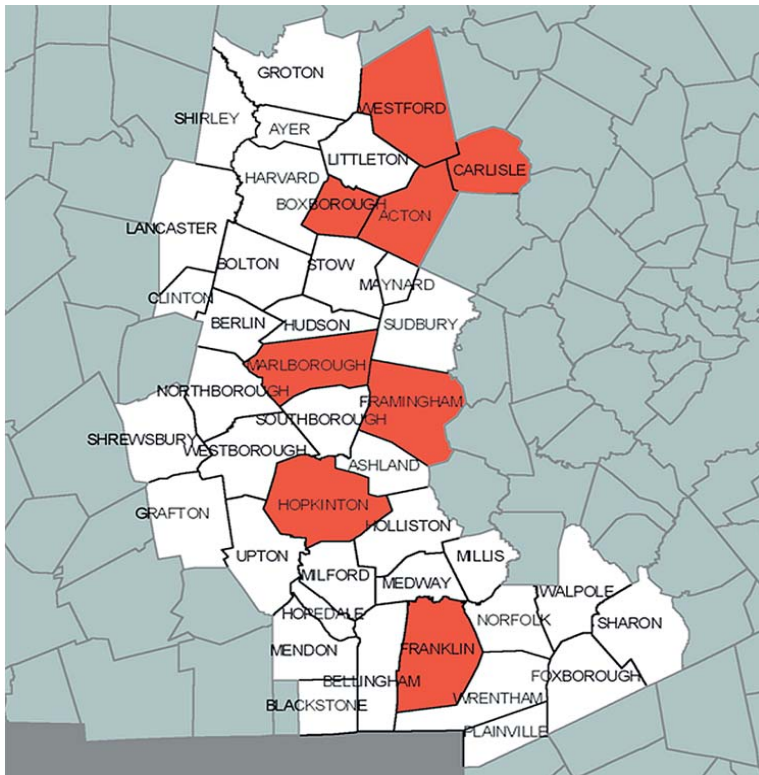 GROTON
WESTFORD
SHIRLEY
AYER
LITTLETON
CARLISLE
HARVARD
BOXBOROUGH
ACTON
LANCASTER
BOLTON
STOW
MAYNARD
CLINTON
BERLIN
HUDSON
SUDBURY
MARLBOROUGH
NORTHBOROUGH
FRAMINGHAM
SOUTHBOROUGH
SHREWSBURY
WESTBOROUGH
ASHLAND
HOPKINTON
GRAFTON
HOLLISTON
UPTON
MILLIS
MILFORD
MEDWAY
WALPOLE
HOPEDALE
NORFOLK
SHARON
MENDON
FRANKLIN
BELLINGHAM
FOXBOROUGH
WRENTHAM
BLACKSTONE
PLAINVILLE